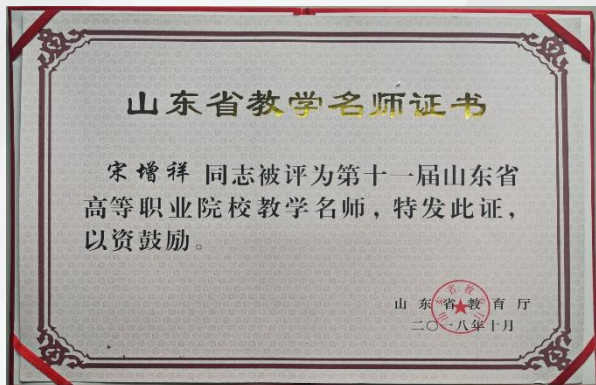 山东省教学名师证书
宋增祥 同志被评为第十一届山东省
高等职业院校教学名师，特发此证，
以资鼓励。
山东省教育厅
二〇一八年十月